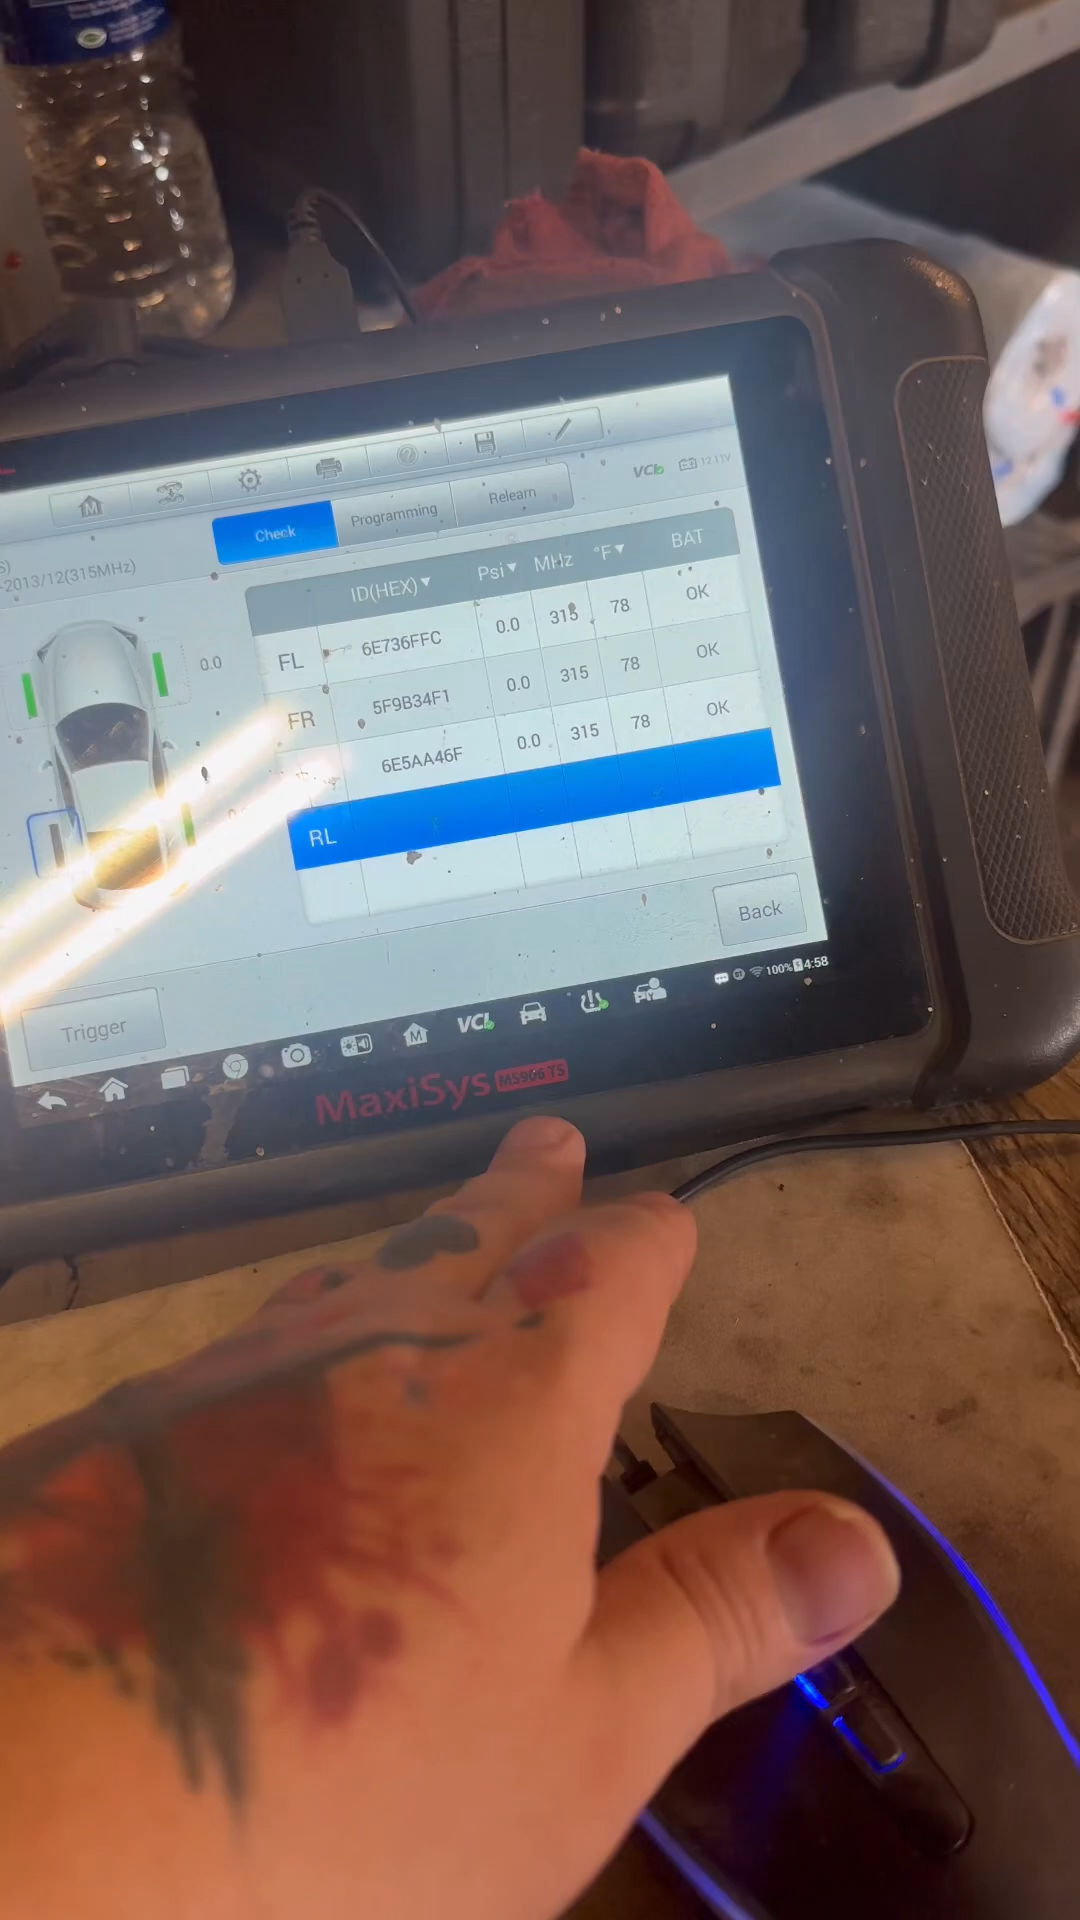 VCI 12.11V
Check Programming Relearn
S)
-2013/12(315MHz)
ID(HEX)▼ Psi▼ MHz °F▼ BAT
FL 6E736FFC 0.0 315 78 OK
FR 5F9B34F1 0.0 315 78 OK
6E5AA46F 0.0 315 78 OK
RL
0.0
Back
Trigger
VCI 100% 4:58
MaxiSys MS906 TS